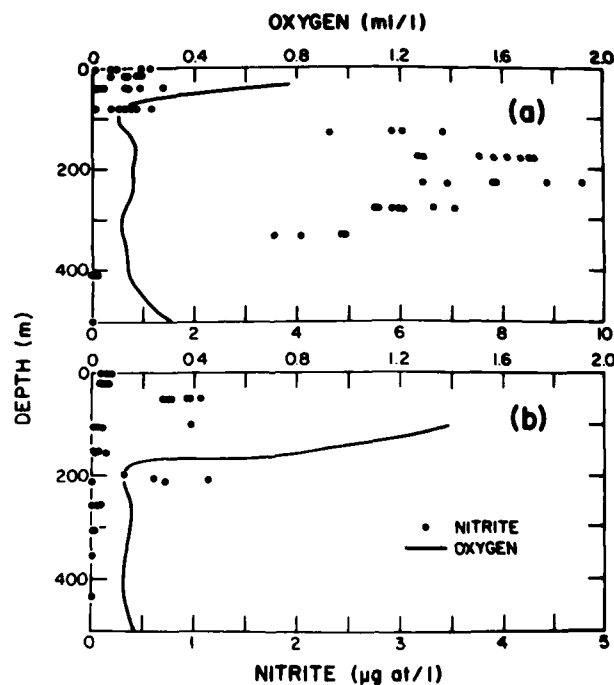 OXYGEN (ml/l)
0 0.4 0.8 1.2 1.6 2.0
0
200
400
(a)
0 2 4 6 8 10
0 0.4 0.8 1.2 1.6 2.0
0
200
400
(b)
DEPTH (m)
NITRITE
OXYGEN
0 1 2 3 4 5
NITRITE (µg at/l)